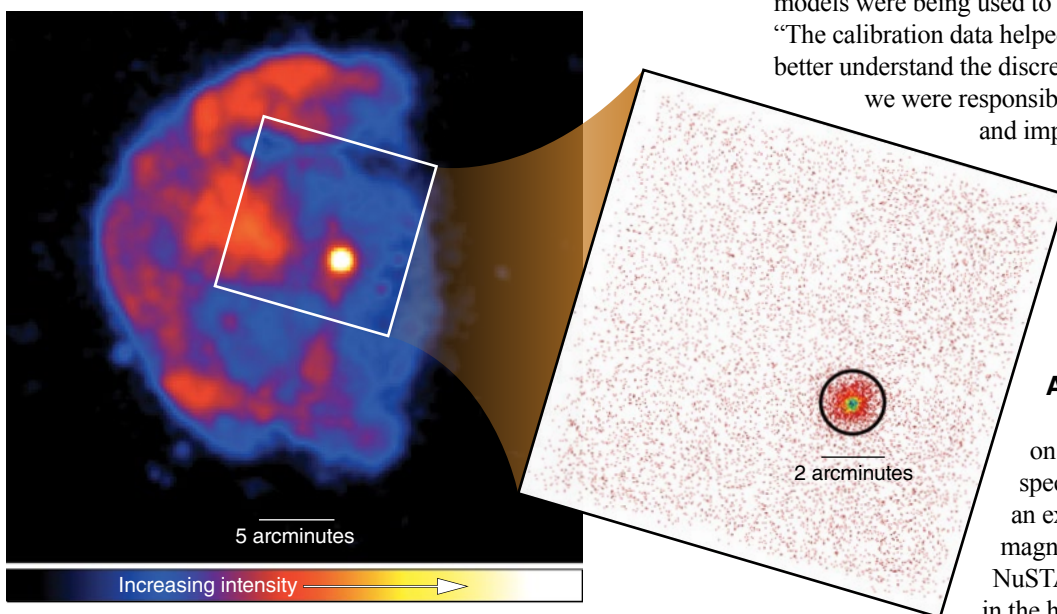 models were being used to
“The calibration data helped
better understand the discre
we were responsib
and imp
A
on
spec
an ex
magn
NuSTA
in the h
2 arcminutes
5 arcminutes
Increasing intensity